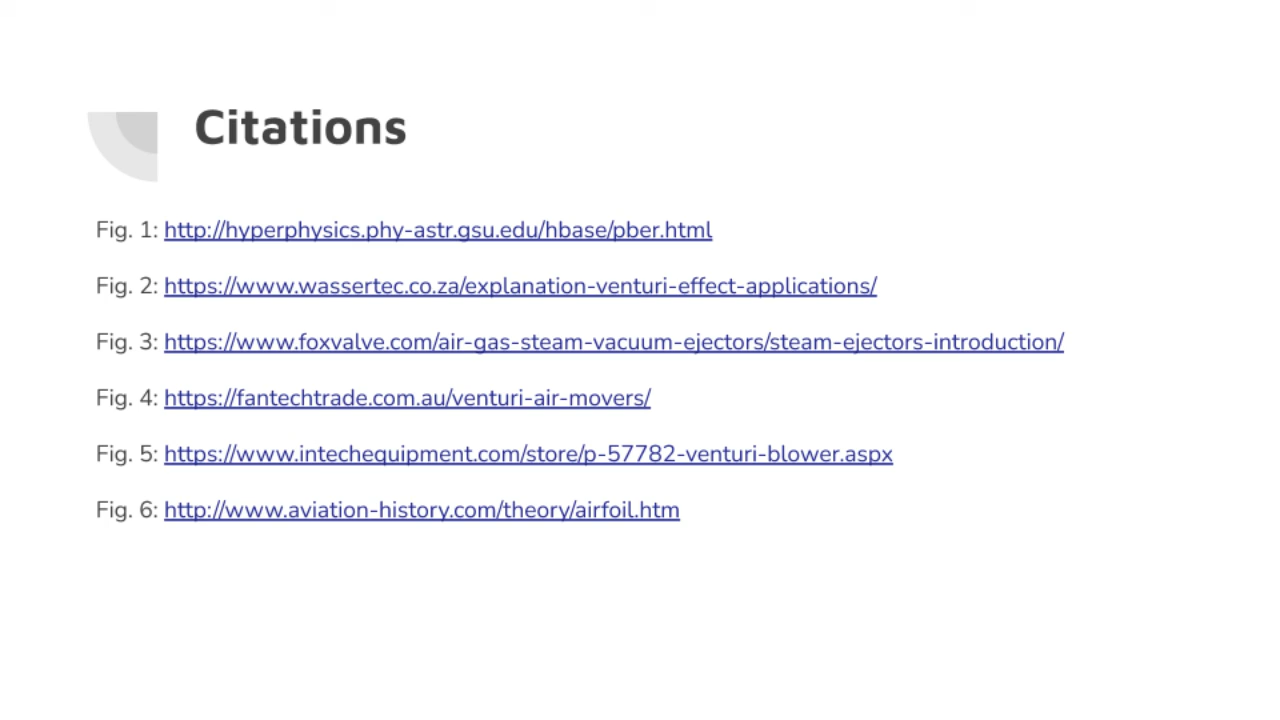 Citations
Fig. 1: http://hyperphysics.phy-astr.gsu.edu/hbase/pber.html
Fig. 2: https://www.wassertec.co.za/explanation-venturi-effect-applications/
Fig. 3: https://www.foxvalve.com/air-gas-steam-vacuum-ejectors/steam-ejectors-introduction/
Fig. 4: https://fantechtrade.com.au/venturi-air-movers/
Fig. 5: https://www.intechequipment.com/store/p-57782-venturi-blower.aspx
Fig. 6: http://www.aviation-history.com/theory/airfoil.htm